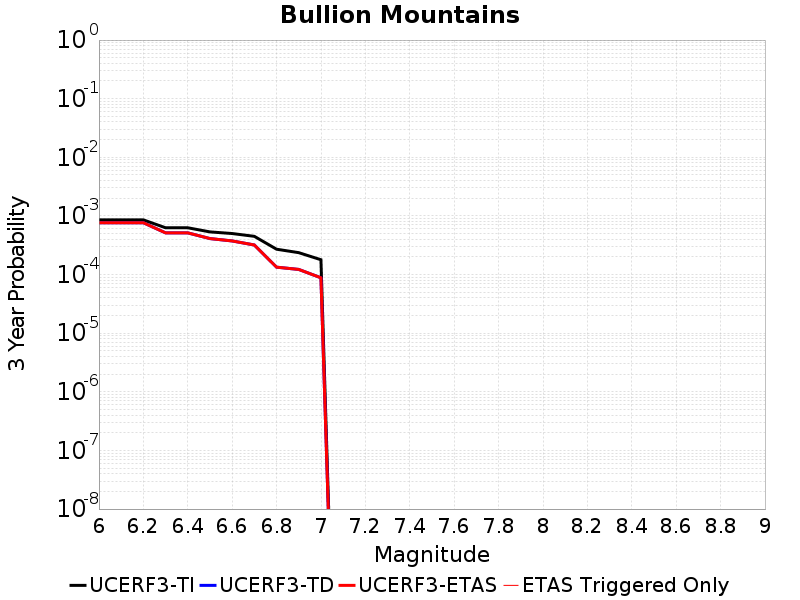 Bullion Mountains
10^0
10^-1
10^-2
10^-3
10^-4
10^-5
10^-6
10^-7
10^-8
3 Year Probability
6 6.2 6.4 6.6 6.8 7 7.2 7.4 7.6 7.8 8 8.2 8.4 8.6 8.8 9
Magnitude
UCERF3-TI UCERF3-TD UCERF3-ETAS ETAS Triggered Only